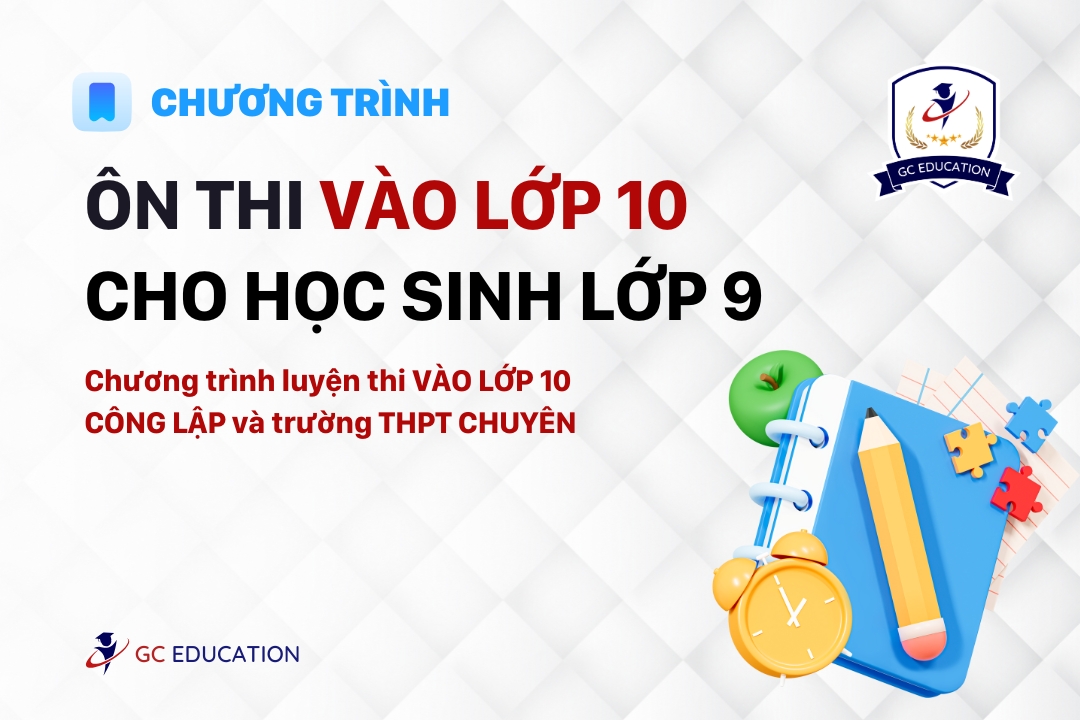 CHƯƠNG TRÌNH
GC EDUCATION
ÔN THI VÀO LỚP 10
CHO HỌC SINH LỚP 9
Chương trình luyện thi VÀO LỚP 10
CÔNG LẬP và trường THPT CHUYÊN
GC EDUCATION